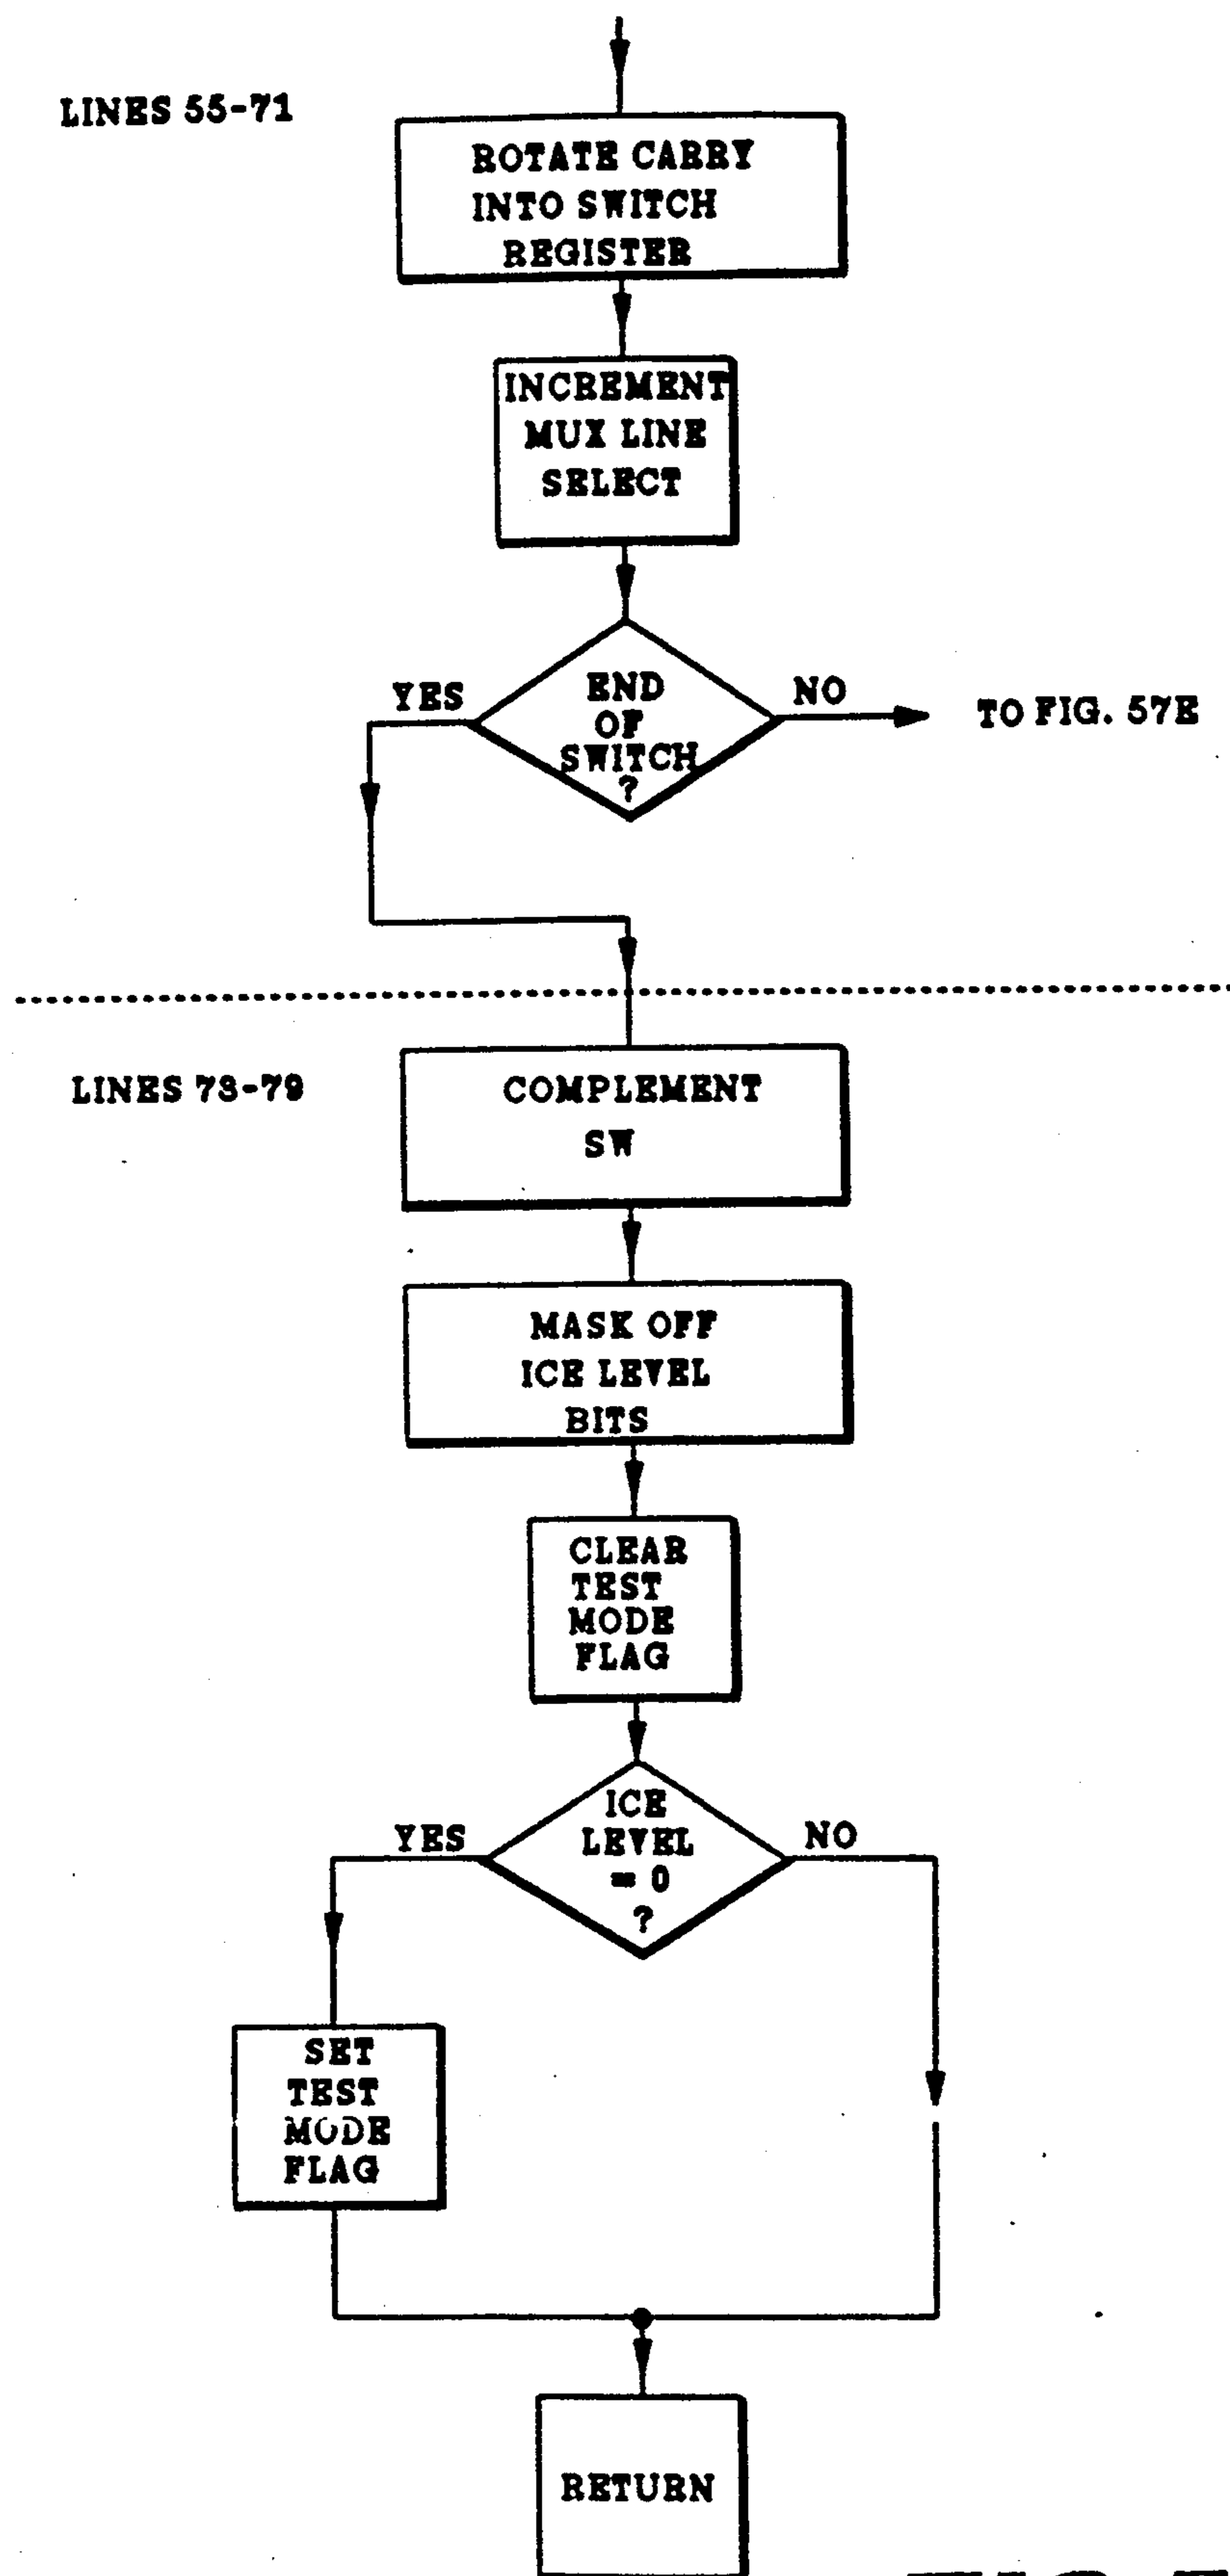 LINES 55-71
ROTATE CARRY
INTO SWITCH
REGISTER
INCREMENT
MUX LINE
SELECT
YES
END
OF
SWITCH
?
NO
TO FIG. 57E
LINES 73-79
COMPLEMENT
SW
MASK OFF
ICE LEVEL
BITS
CLEAR
TEST
MODE
FLAG
YES
ICE
LEVEL
= 0
?
NO
SET
TEST
MODE
FLAG
RETURN